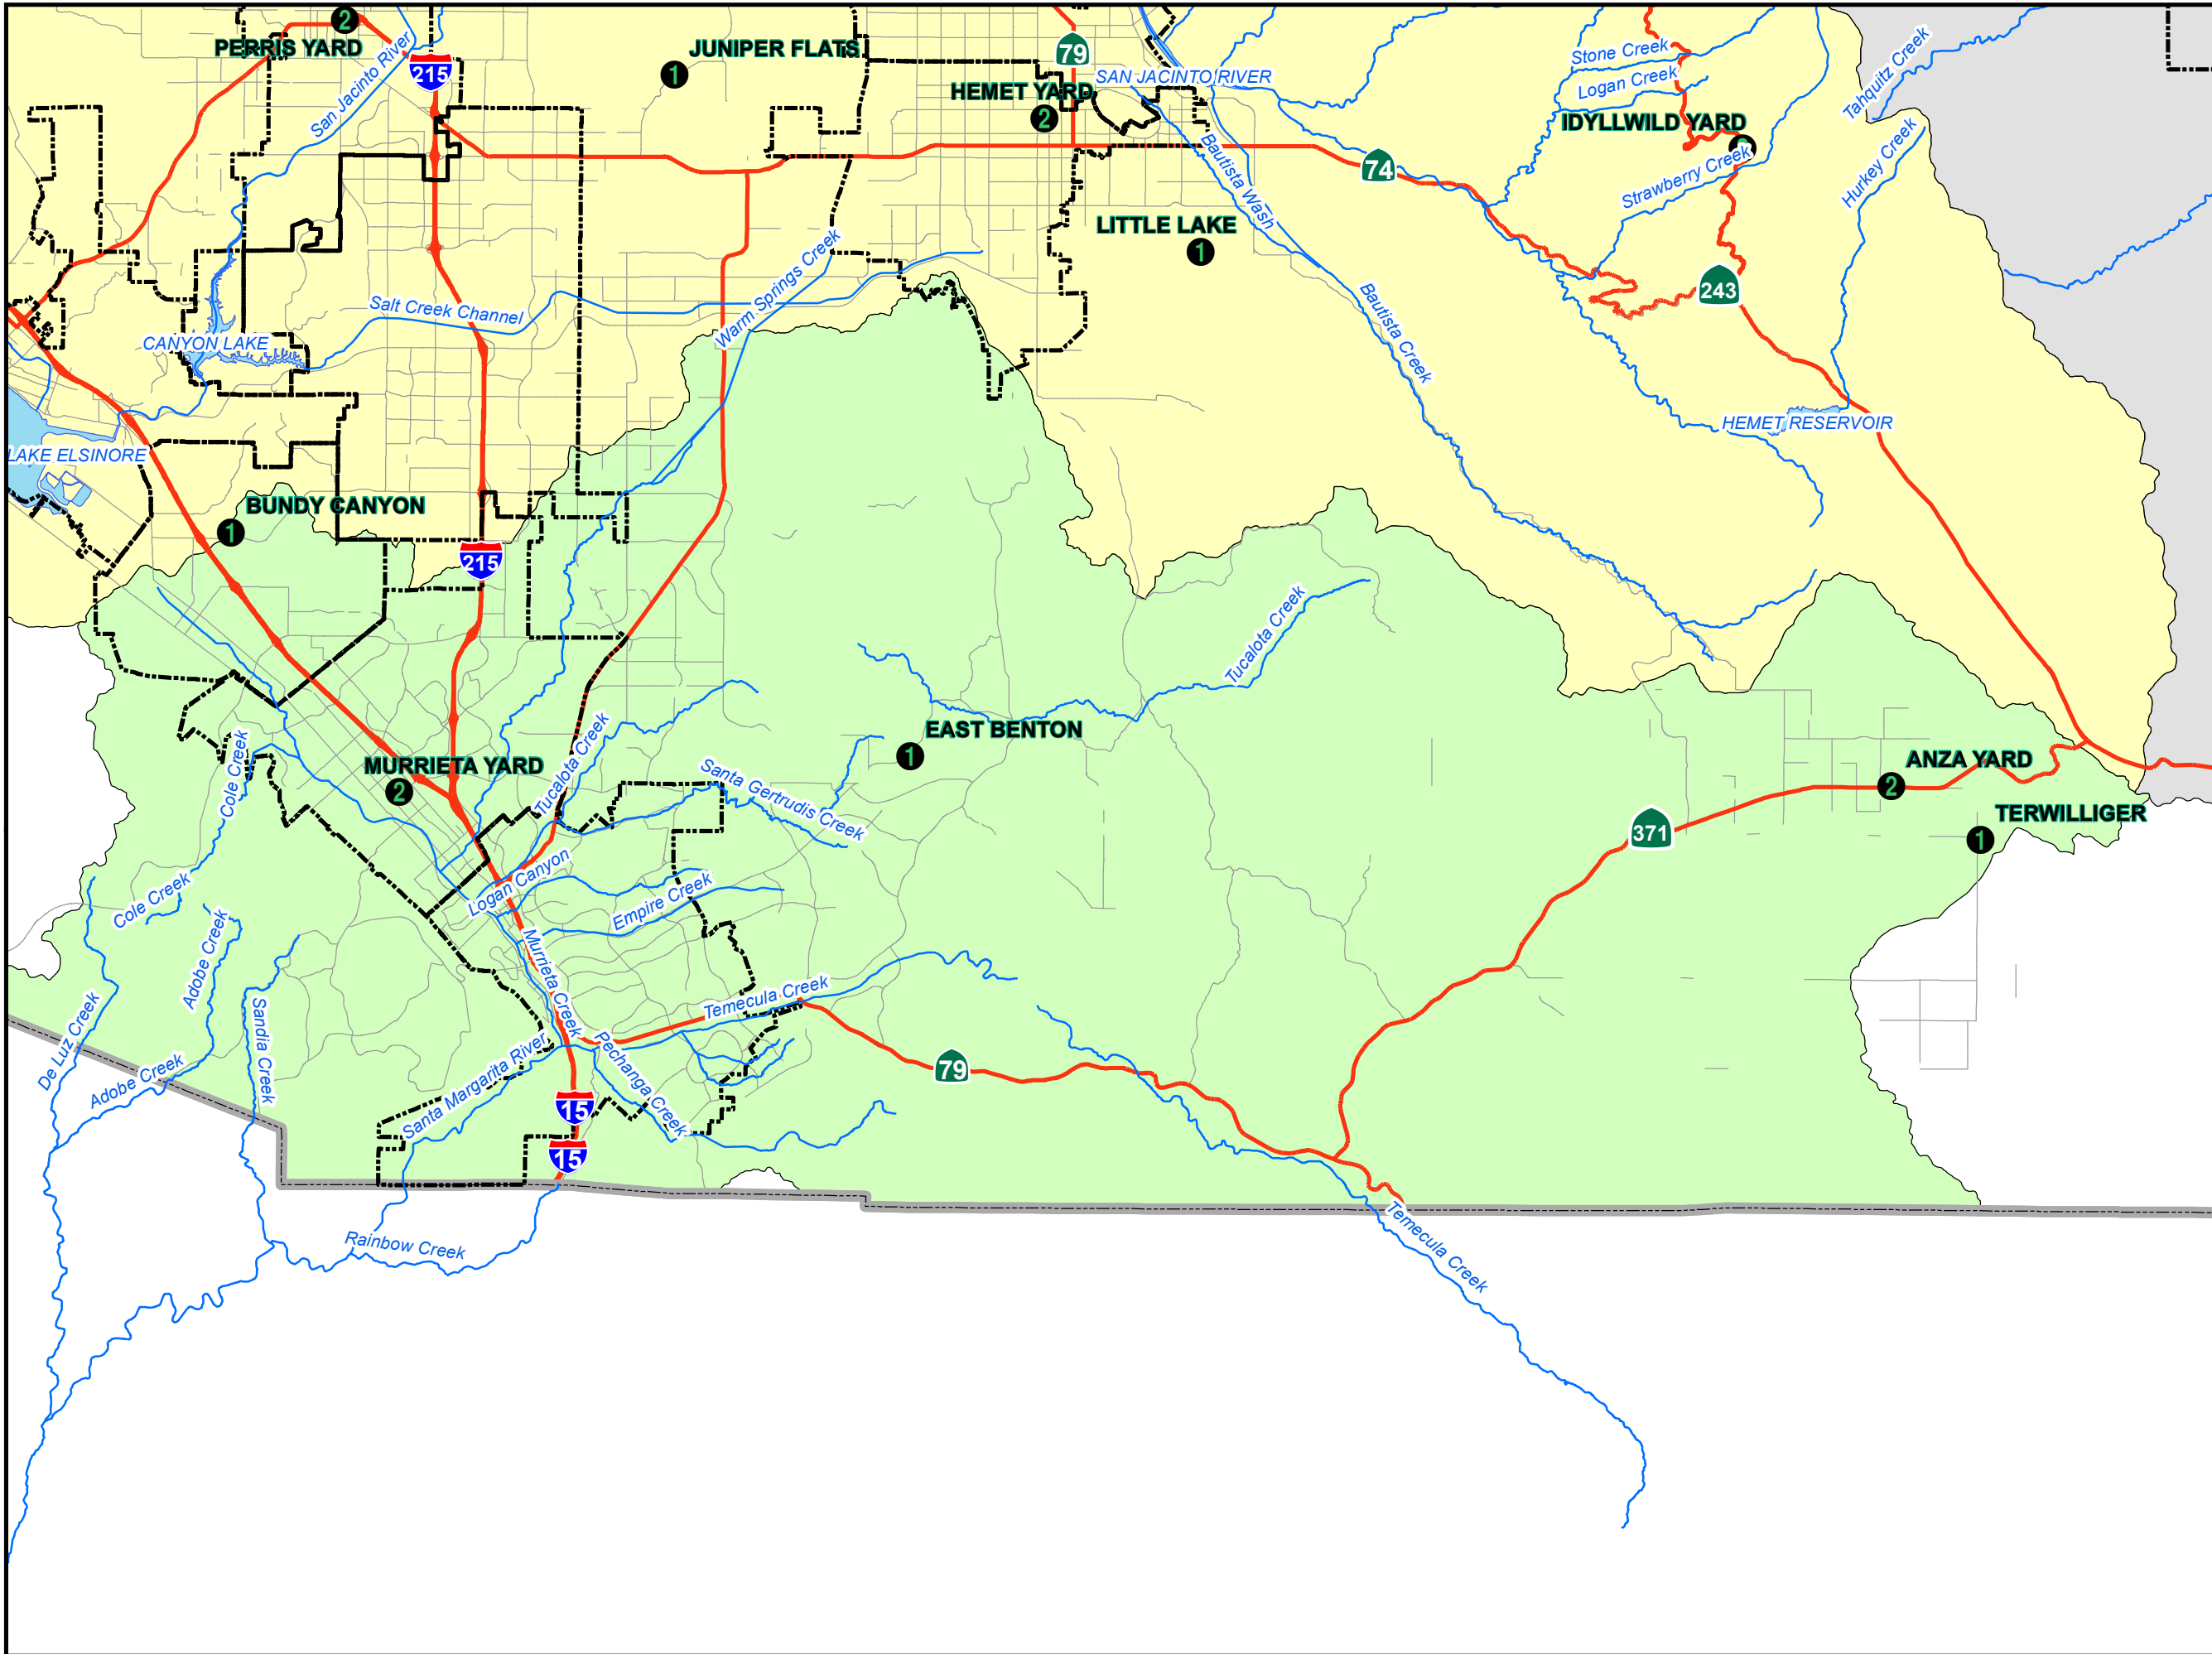 2
PERRIS YARD
San Jacinto River
215
JUNIPER FLATS
1
79
SAN JACINTO RIVER
HEMET YARD
2
Stone Creek
Logan Creek
Tanquitz Creek
IDYLLWILD YARD
Strawberry Creek
Hurkey Creek
Bautista Wash
74
LITTLE LAKE
1
243
Warm Springs Creek
Salt Creek Channel
CANYON LAKE
Bautista Creek
HEMET RESERVOIR
LAKE ELSINORE
BUNDY CANYON
1
215
Tucalota Creek
EAST BENTON
1
MURRIETA YARD
2
Cole Creek
Tucalota Creek
Santa Gertrudis Creek
ANZA YARD
2
TERWILLIGER
1
371
Logan Canyon
Empire Creek
Cole Creek
Adobe Creek
Murrieta Creek
Temecula Creek
De Luz Creek
Sandia Creek
Adobe Creek
Santa Margarita River
Pechanga Creek
79
15
15
Rainbow Creek
Temecula Creek